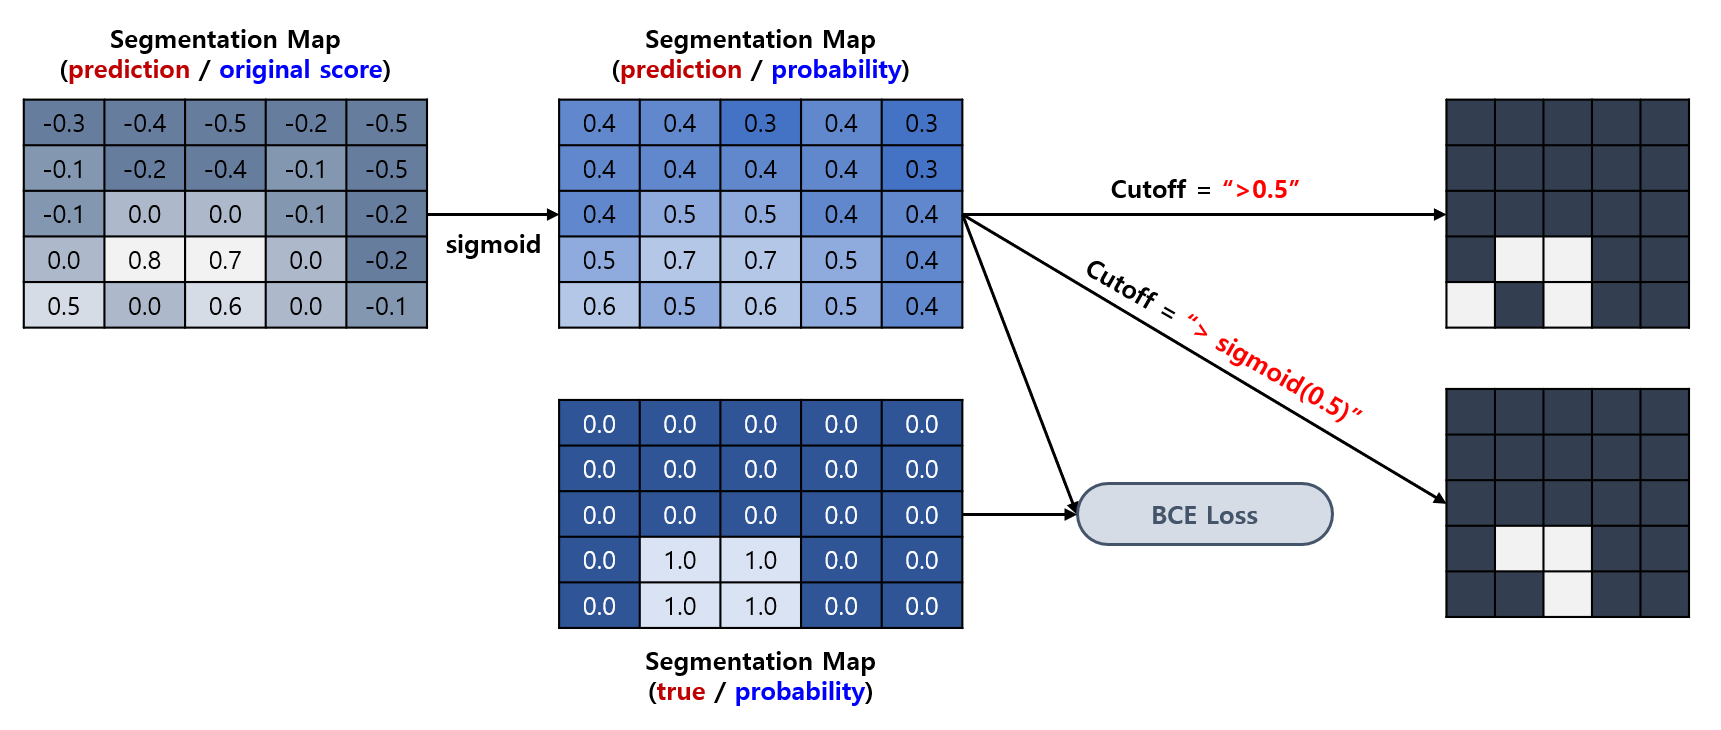 Segmentation Map
(prediction / original score)
-0.3 -0.4 -0.5 -0.2 -0.5
-0.1 -0.2 -0.4 -0.1 -0.5
-0.1 0.0 0.0 -0.1 -0.2
0.0 0.8 0.7 0.0 -0.2
0.5 0.0 0.6 0.0 -0.1
sigmoid
Segmentation Map
(prediction / probability)
0.4 0.4 0.3 0.4 0.3
0.4 0.4 0.4 0.4 0.3
0.4 0.5 0.5 0.4 0.4
0.5 0.7 0.7 0.5 0.4
0.6 0.5 0.6 0.5 0.4
Cutoff = “>0.5”
Cutoff = “> sigmoid(0.5)”
0.0 0.0 0.0 0.0 0.0
0.0 0.0 0.0 0.0 0.0
0.0 0.0 0.0 0.0 0.0
0.0 1.0 1.0 0.0 0.0
0.0 1.0 1.0 0.0 0.0
BCE Loss
Segmentation Map
(true / probability)